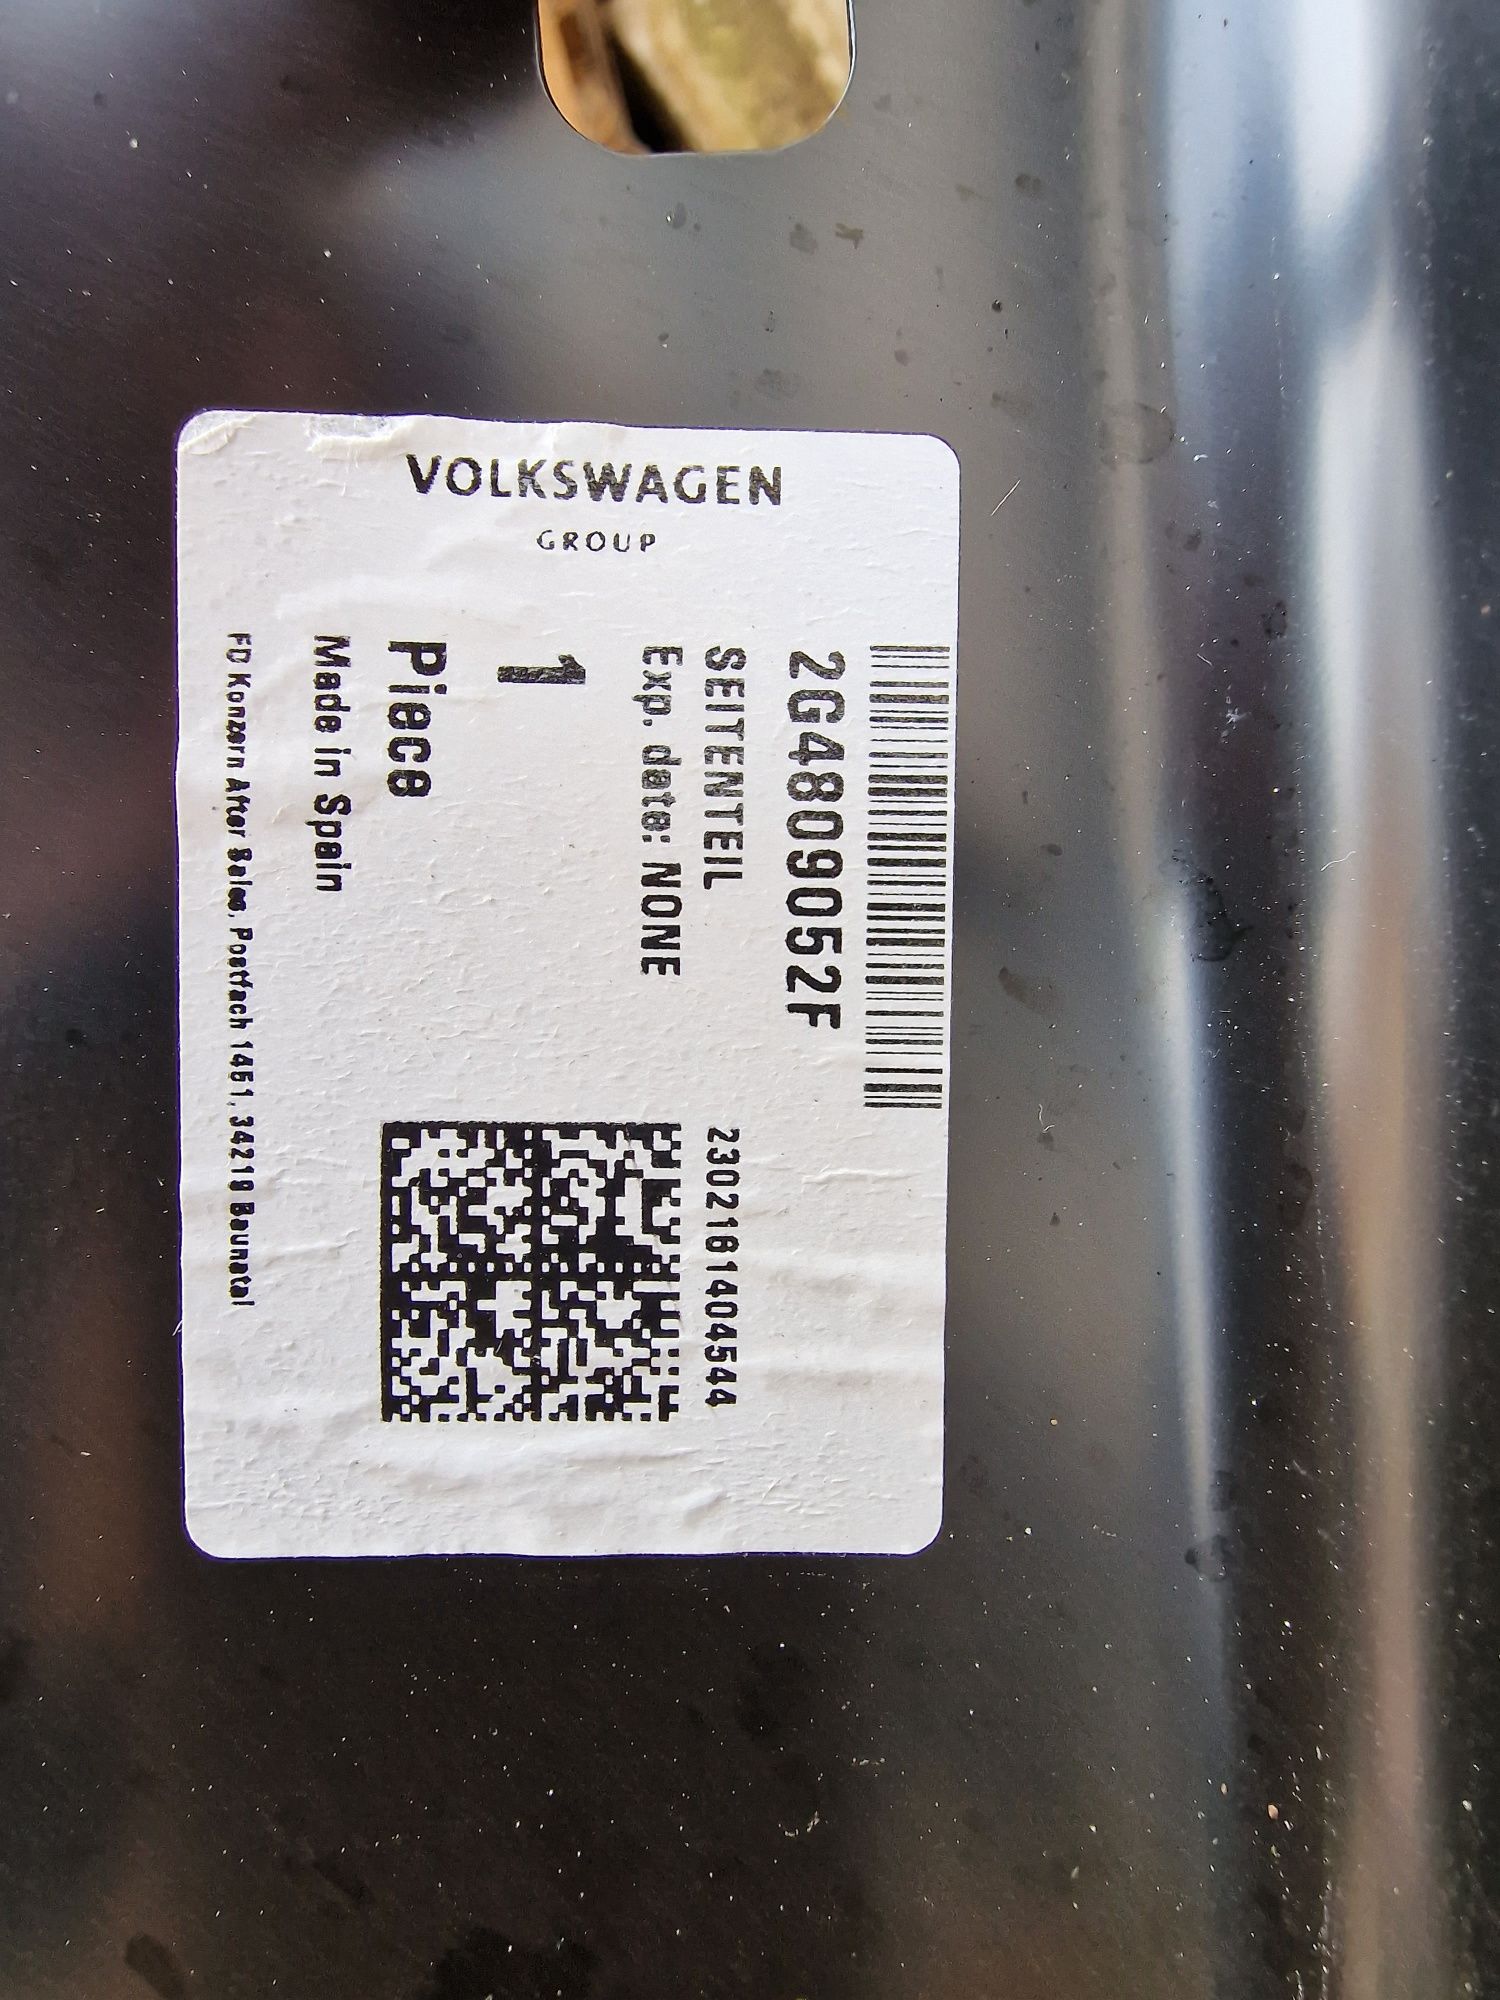 VOLKSWAGEN
GROUP
2G4809052F
SEITENTEIL
Exp. date: NONE
1
Piece
Made in Spain
FD Konzern After Sales, Postfach 1451, 34219 Baunatal
2302161404544